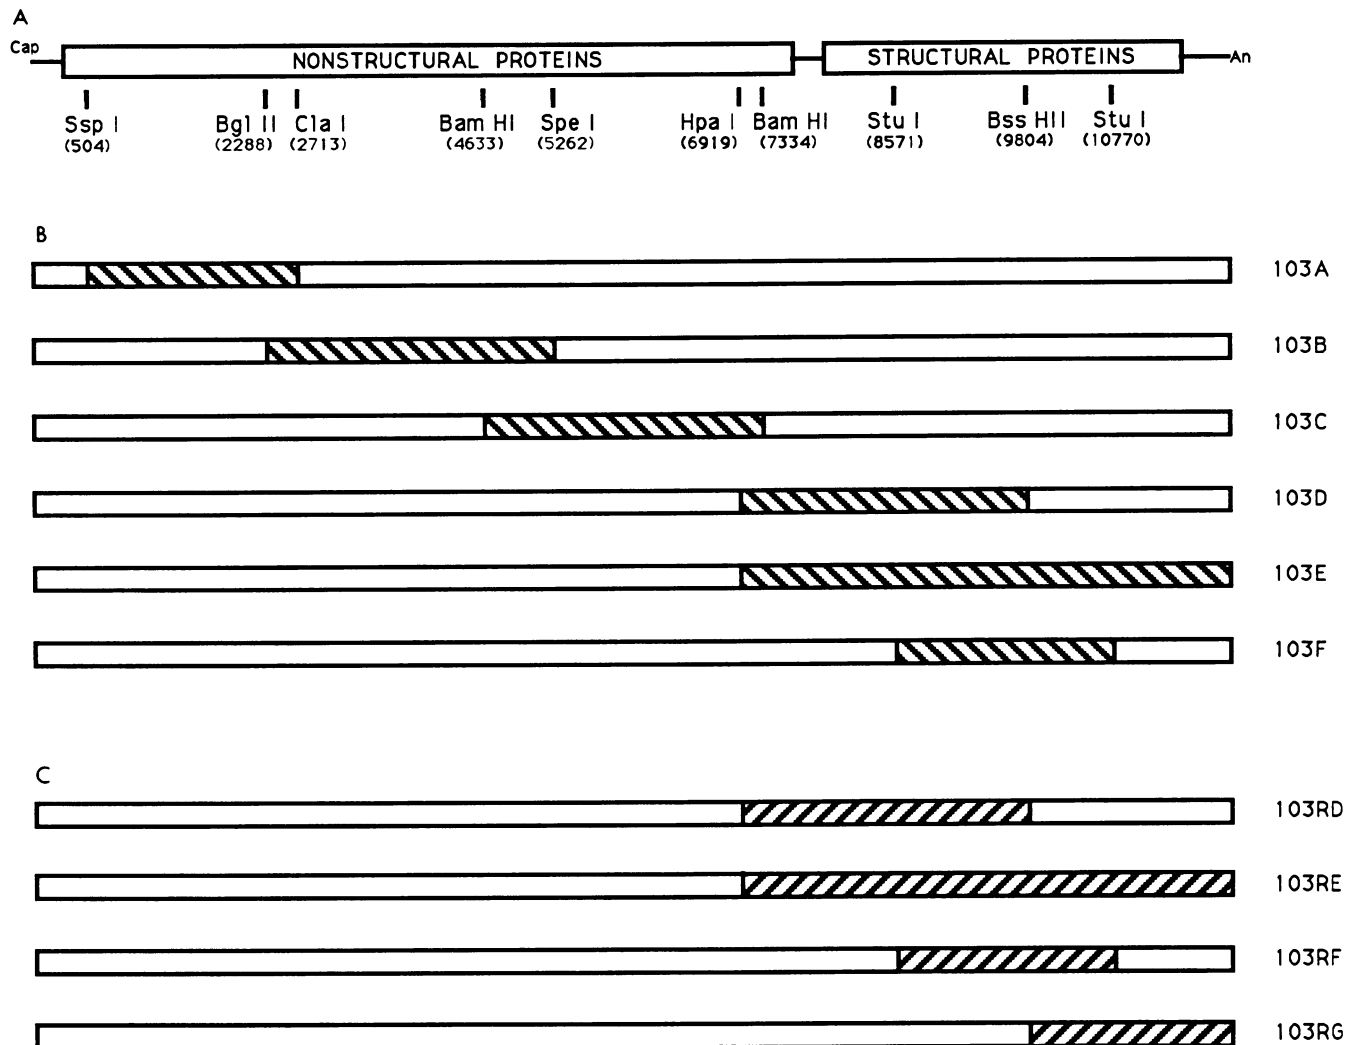 A
Cap NONSTRUCTURAL PROTEINS STRUCTURAL PROTEINS An
Ssp I Bgl II Cla I Bam HI Spe I Hpa I Bam HI Stu I Bss HII Stu I
(504) (2288) (2713) (4633) (5262) (6919) (7334) (8571) (9804) (10770)
B
103A
103B
103C
103D
103E
103F
C
103RD
103RE
103RF
103RG